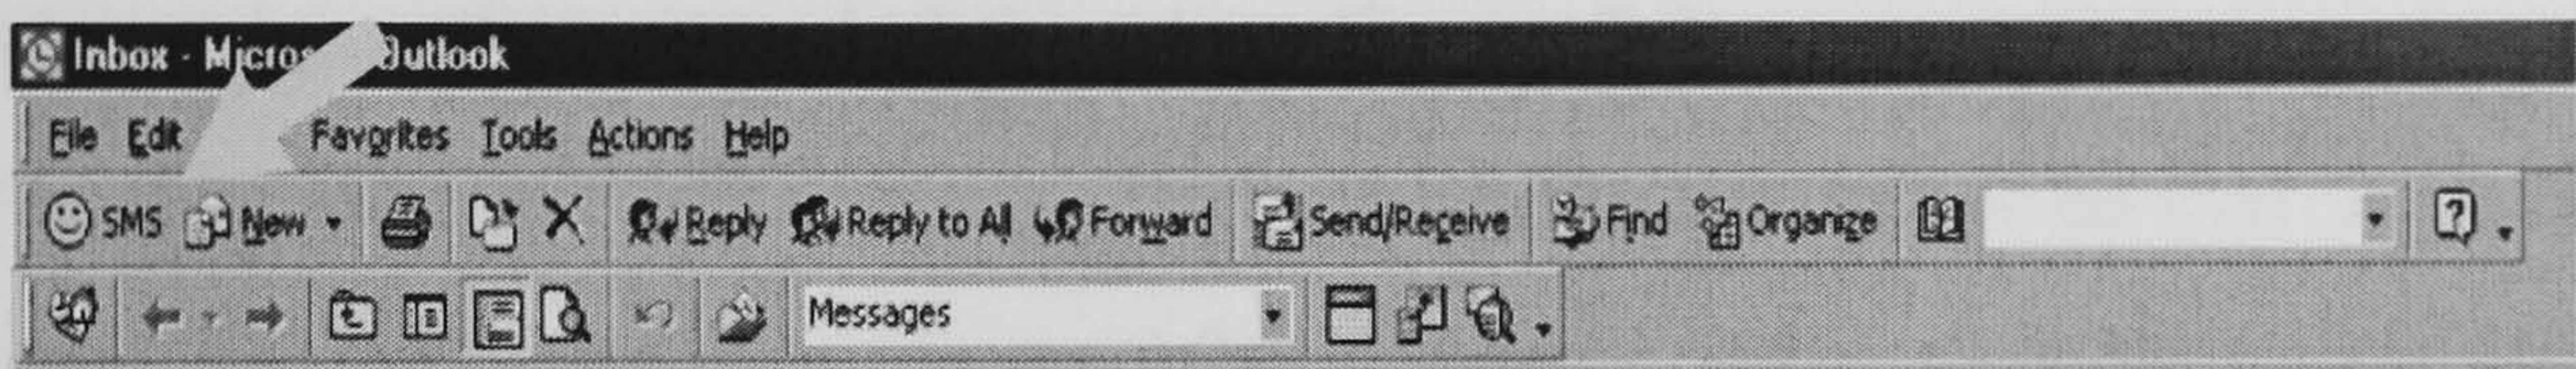 Inbox - Micros Outlook
File Edit Favorites Tools Actions Help
SMS New Reply Reply to All Forward Send/Receive Find Organize
Messages